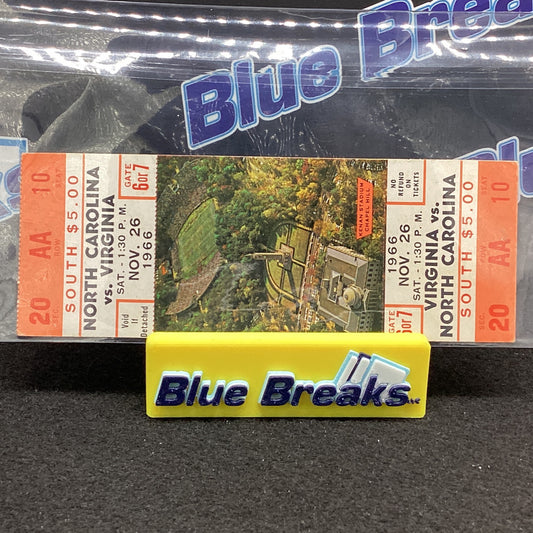 Blue Breaks
Blue Breaks
20 AA 10
SEC. ROW SEAT
SOUTH $5.00
NORTH CAROLINA
vs. VIRGINIA
SAT. - 1:30 P. M.
NOV. 26
1966
GATE
6 OR 7
Void if
Detached
KENAN STADIUM
CHAPEL HILL
NO
REFUND
ON
TICKETS
1966
NOV. 26
SAT. - 1:30 P. M.
VIRGINIA vs.
NORTH CAROLINA
GATE
6 OR 7
SOUTH $5.00
SEAT ROW SEC.
10 AA 20
Blue Breaks LLC